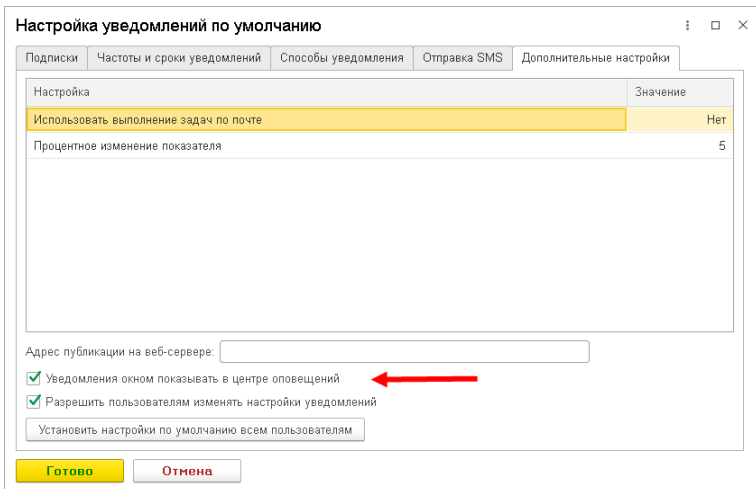 Настройка уведомлений по умолчанию
Подписки Частоты и сроки уведомлений Способы уведомления Отправка SMS Дополнительные настройки
Настройка Значение
Использовать выполнение задач по почте Нет
Процентное изменение показателя 5
Адрес публикации на веб-сервере:
Уведомления окном показывать в центре оповещений
Разрешить пользователям изменять настройки уведомлений
Установить настройки по умолчанию всем пользователям
Готово Отмена